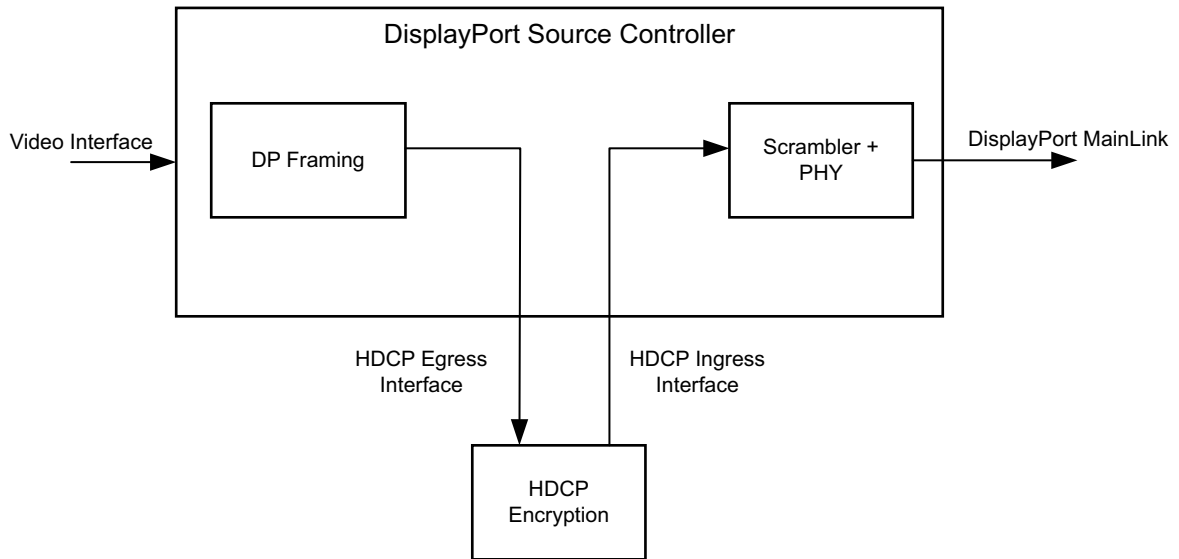 DisplayPort Source Controller
Video Interface
DP Framing
Scrambler +
PHY
DisplayPort MainLink
HDCP Egress
Interface
HDCP Ingress
Interface
HDCP
Encryption